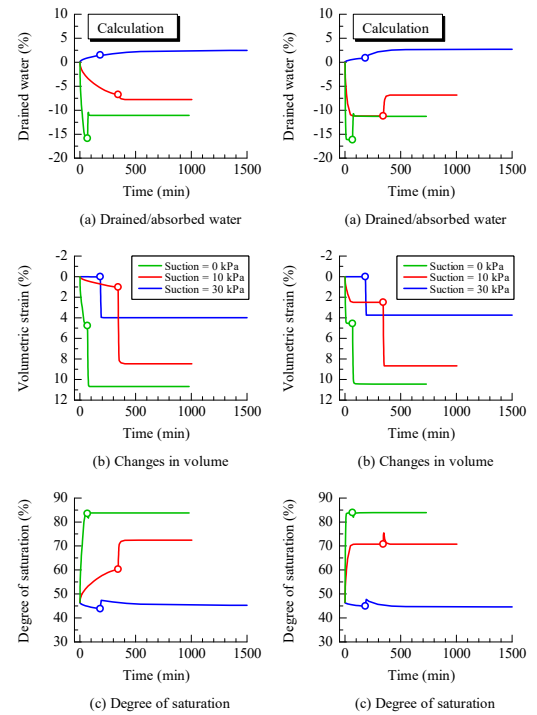 Calculation
Drained water (%)
10
5
0
-5
-10
-15
-20
0 500 1000 1500
Time (min)
(a) Drained/absorbed water
Calculation
Drained water (%)
10
5
0
-5
-10
-15
-20
0 500 1000 1500
Time (min)
(a) Drained/absorbed water
Volumetric strain (%)
-2
0
2
4
6
8
10
12
Suction = 0 kPa
Suction = 10 kPa
Suction = 30 kPa
0 500 1000 1500
Time (min)
(b) Changes in volume
Volumetric strain (%)
-2
0
2
4
6
8
10
12
Suction = 0 kPa
Suction = 10 kPa
Suction = 30 kPa
0 500 1000 1500
Time (min)
(b) Changes in volume
Degree of saturation (%)
90
80
70
60
50
40
30
0 500 1000 1500
Time (min)
(c) Degree of saturation
Degree of saturation (%)
90
80
70
60
50
40
30
0 500 1000 1500
Time (min)
(c) Degree of saturation